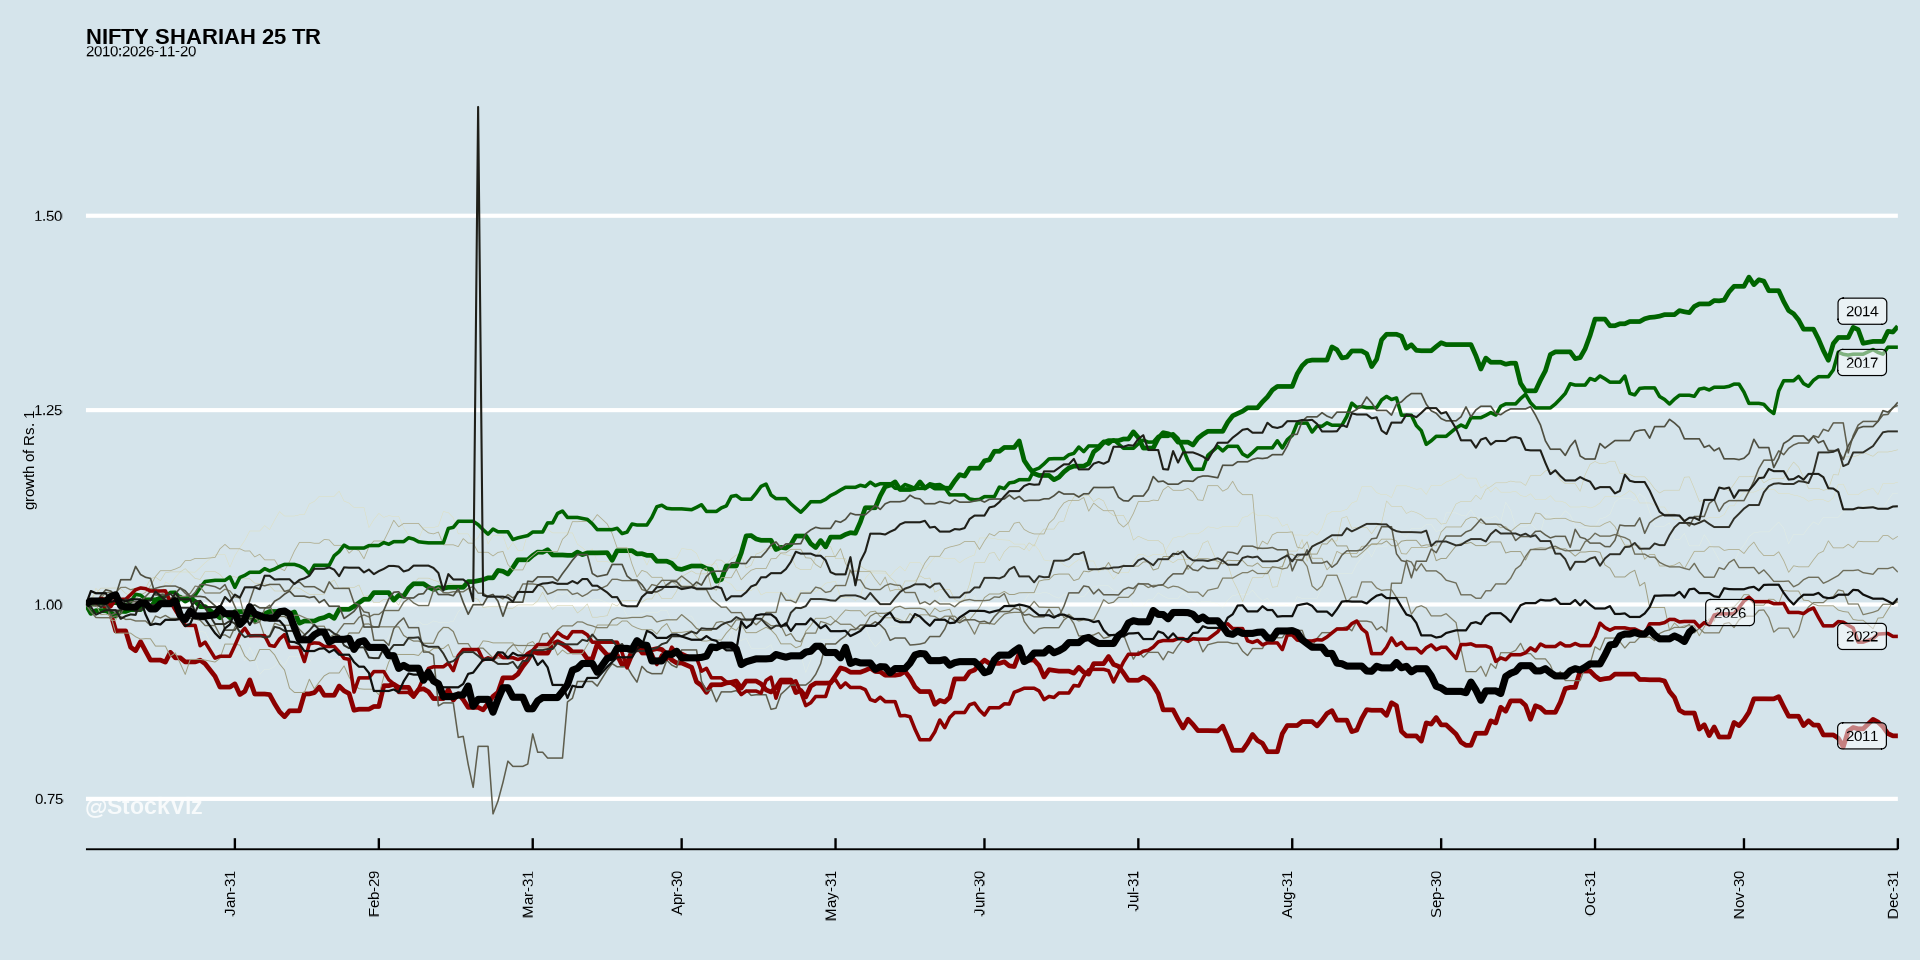 NIFTY SHARIAH 25 TR
2010:2026-11-20
growth of Rs. 1
1.50
1.25
1.00
0.75
2014
2017
2026
2022
2011
@StockViz
Jan-31
Feb-29
Mar-31
Apr-30
May-31
Jun-30
Jul-31
Aug-31
Sep-30
Oct-31
Nov-30
Dec-31